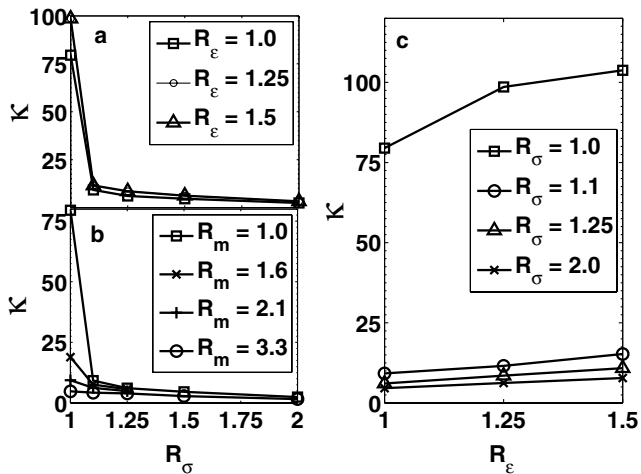 a
100
75
50
25
κ
R_ε = 1.0
R_ε = 1.25
R_ε = 1.5
b
75
50
25
0
κ
R_m = 1.0
R_m = 1.6
R_m = 2.1
R_m = 3.3
1 1.25 1.5 1.75 2
R_σ
c
100
75
50
25
0
κ
R_σ = 1.0
R_σ = 1.1
R_σ = 1.25
R_σ = 2.0
1 1.25 1.5
R_ε